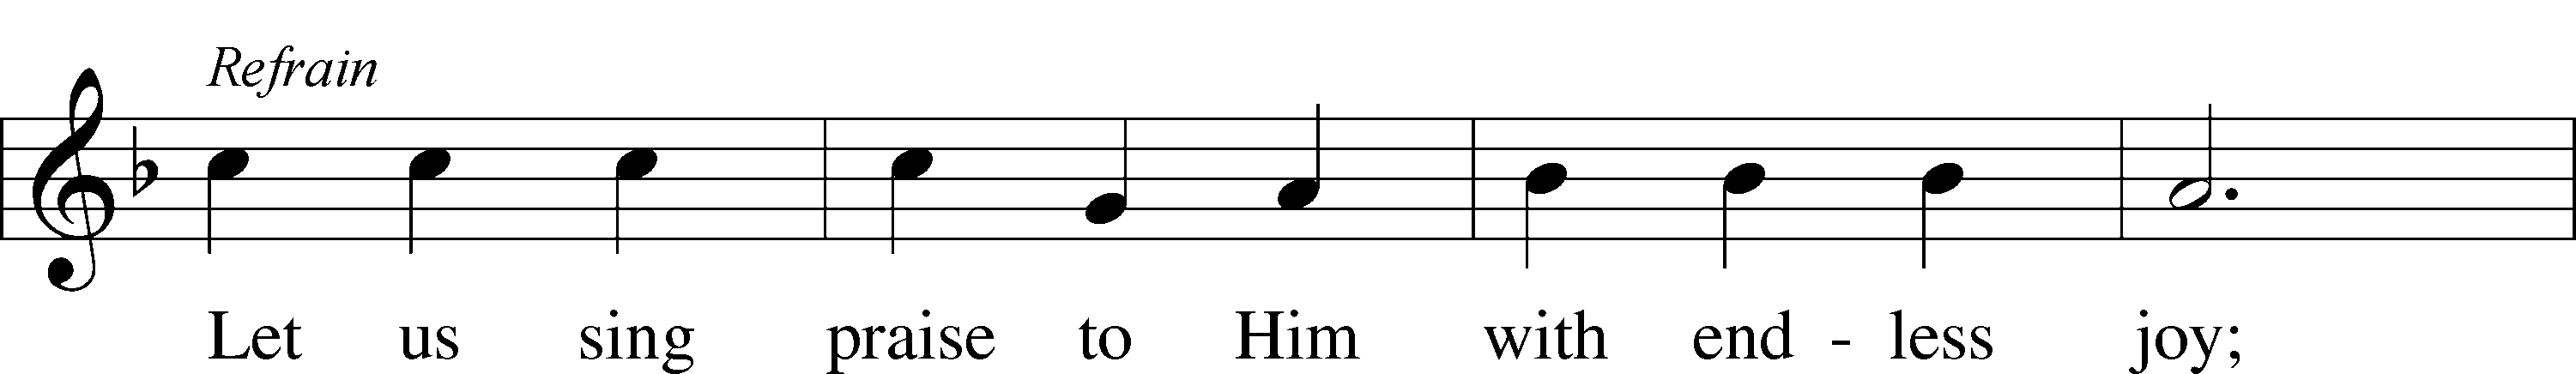 Refrain
Let us sing praise to Him with end - less joy;